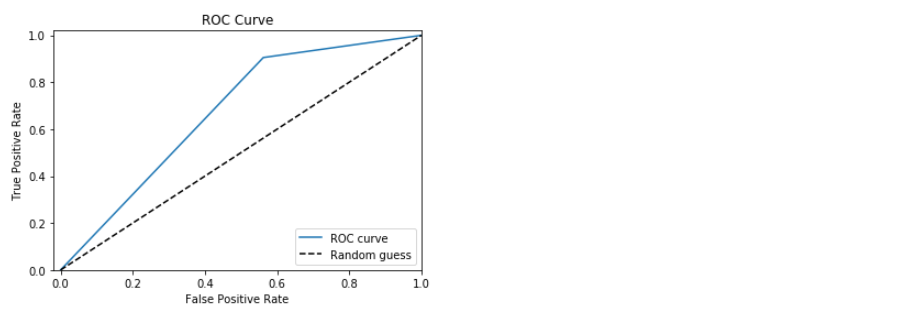 ROC Curve
1.0
0.8
0.6
0.4
0.2
0.0
True Positive Rate
ROC curve
Random guess
0.0 0.2 0.4 0.6 0.8 1.0
False Positive Rate